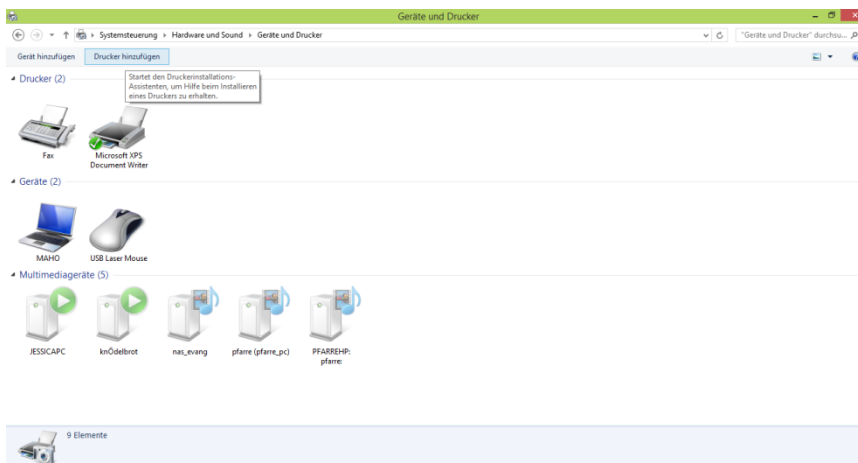 Geräte und Drucker
Systemsteuerung ▸ Hardware und Sound ▸ Geräte und Drucker
"Geräte und Drucker" durchsu...
Gerät hinzufügen
Drucker hinzufügen
Startet den Druckerinstallations-
Assistenten, um Hilfe beim Installieren
eines Druckers zu erhalten.
Drucker (2)
Fax
Microsoft XPS
Document Writer
Geräte (2)
MAHO
USB Laser Mouse
Multimediageräte (5)
JESSICAPC
knÖdelbrot
nas_evang
pfarre (pfarre_pc)
PFARREHP:
pfarre:
9 Elemente